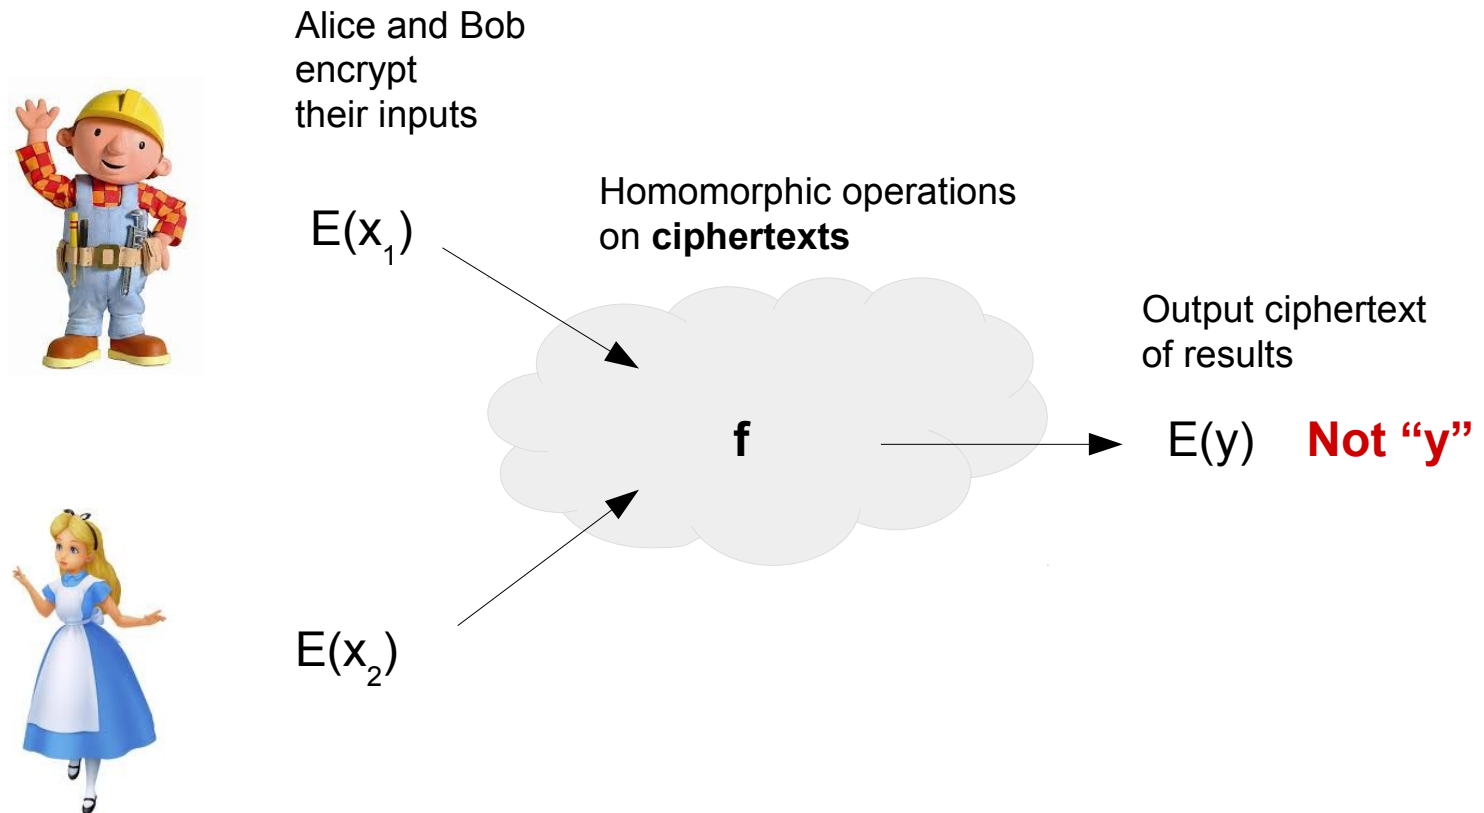 Alice and Bob
encrypt
their inputs
E(x₁)
Homomorphic operations
on ciphertexts
f
Output ciphertext
of results
E(y) Not “y”
E(x₂)